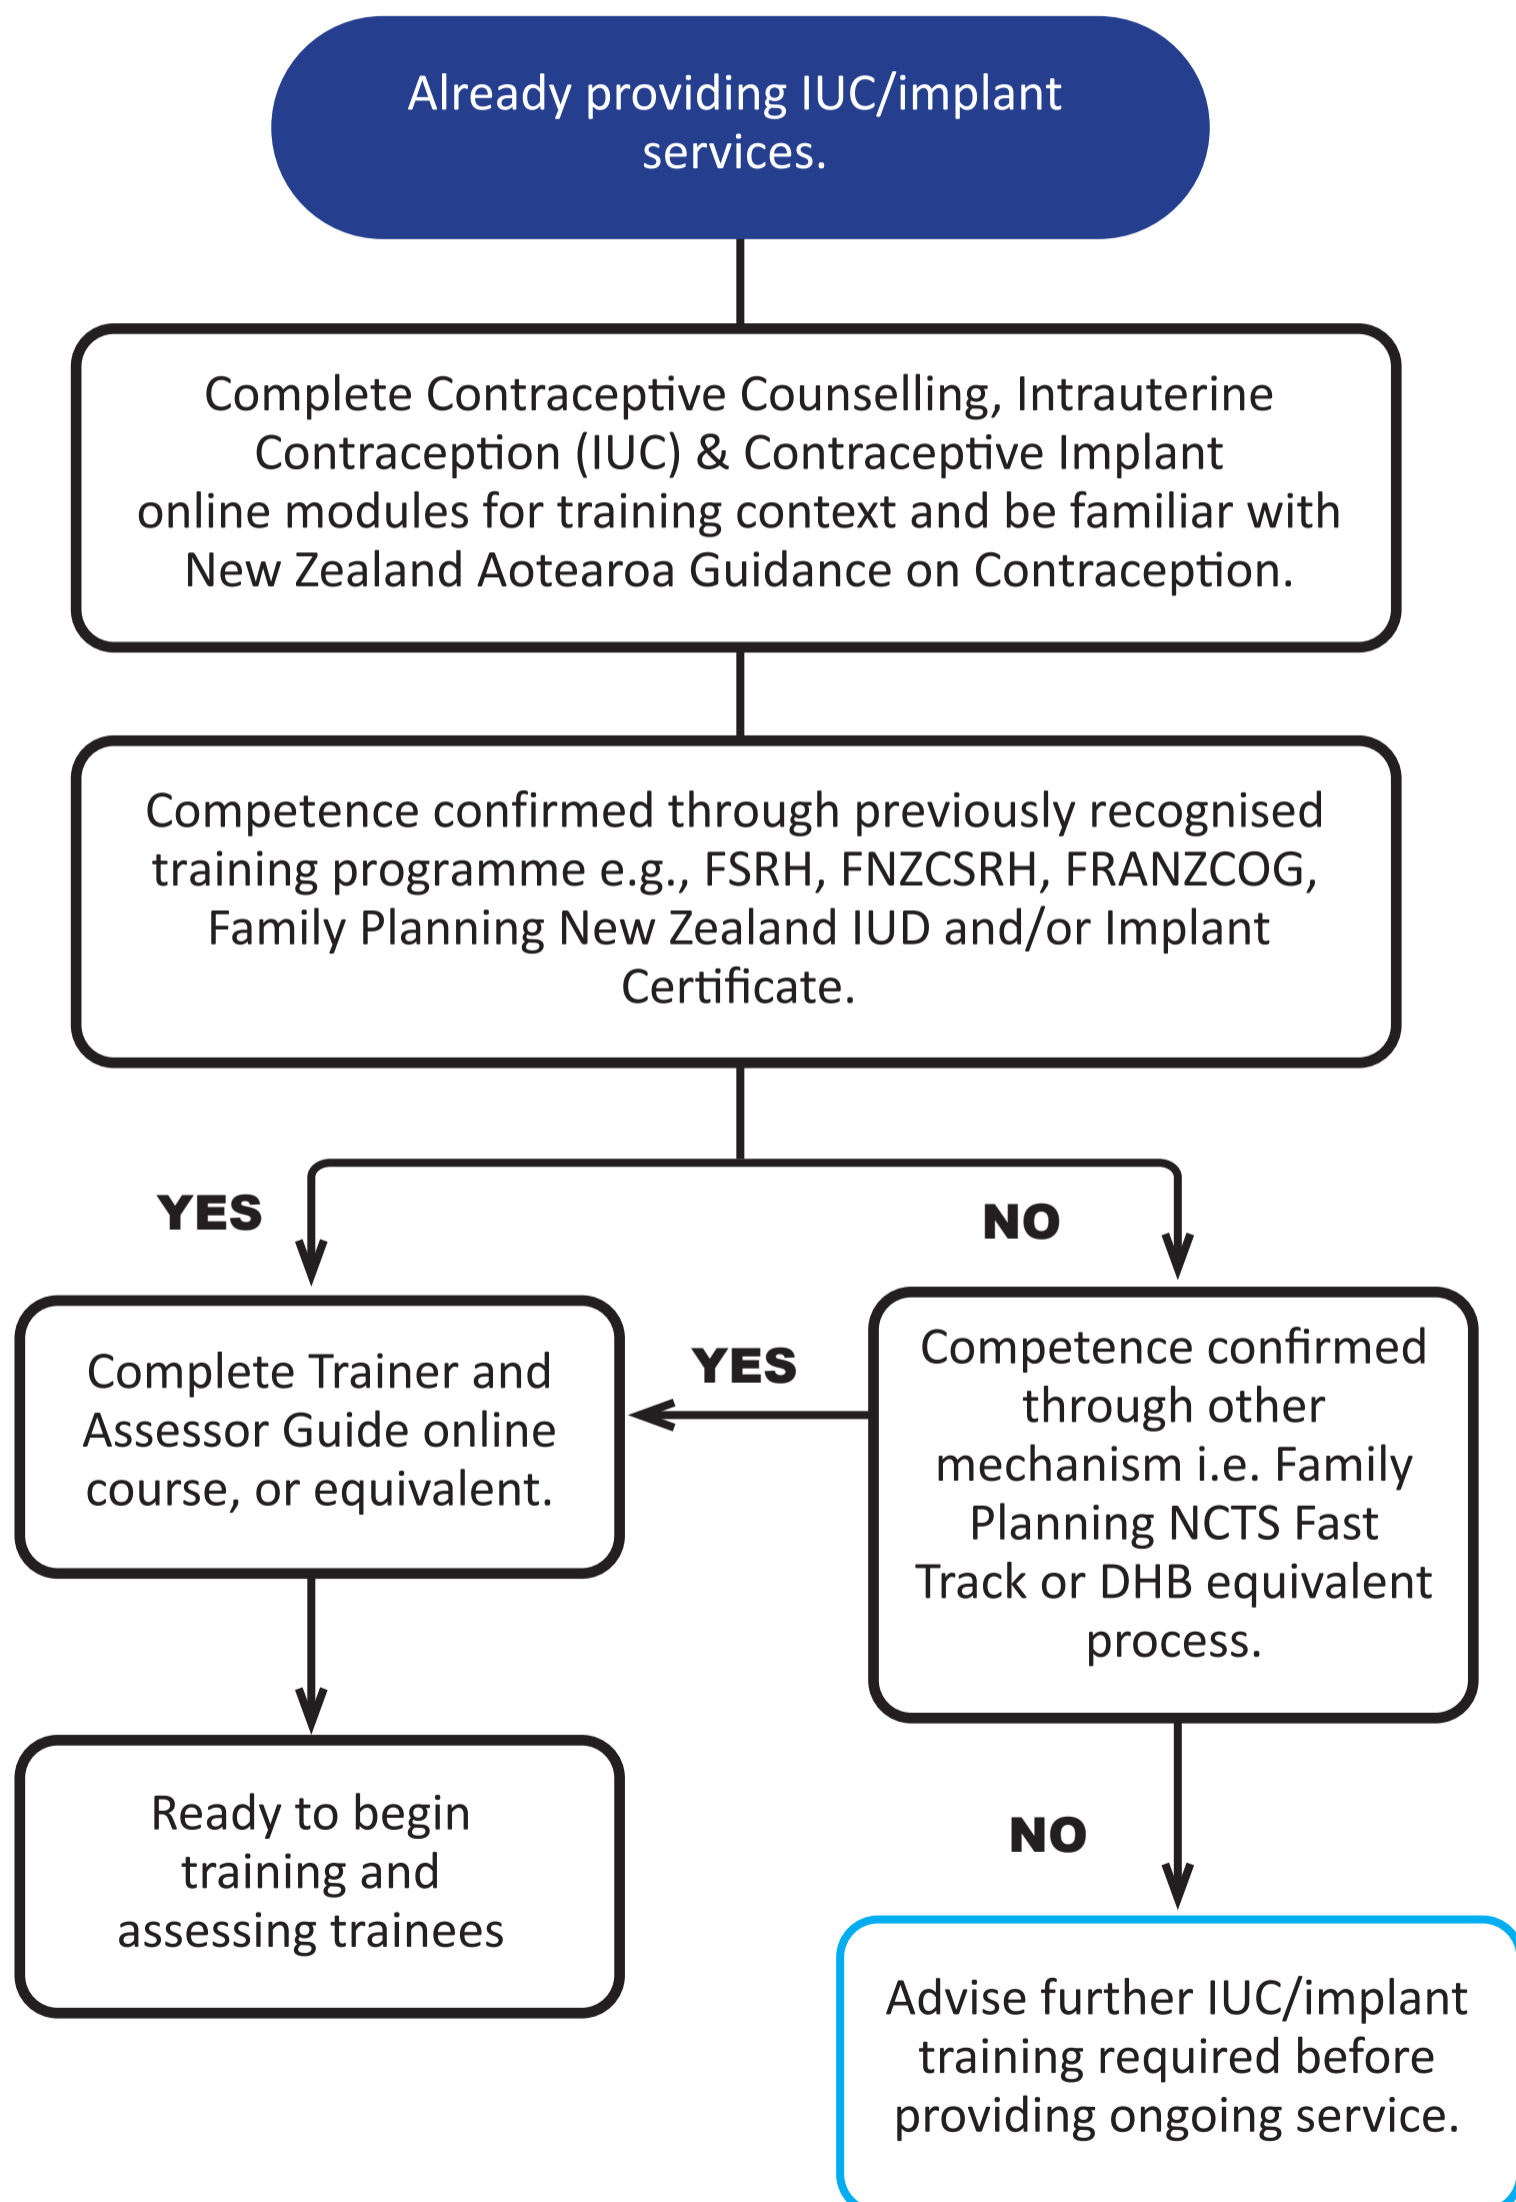 Already providing IUC/implant
services.
Complete Contraceptive Counselling, Intrauterine
Contraception (IUC) & Contraceptive Implant
online modules for training context and be familiar with
New Zealand Aotearoa Guidance on Contraception.
Competence confirmed through previously recognised
training programme e.g., FSRH, FNZCSRH, FRANZCOG,
Family Planning New Zealand IUD and/or Implant
Certificate.
YES
NO
Complete Trainer and
Assessor Guide online
course, or equivalent.
YES
Competence confirmed
through other
mechanism i.e. Family
Planning NCTS Fast
Track or DHB equivalent
process.
Ready to begin
training and
assessing trainees
NO
Advise further IUC/implant
training required before
providing ongoing service.